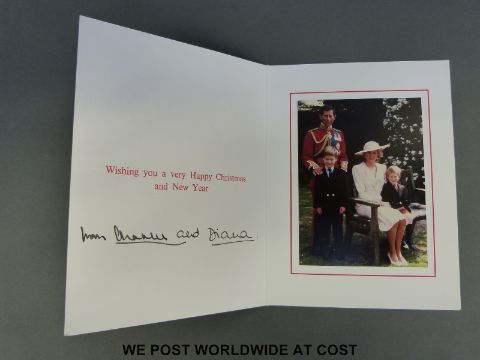 Wishing you a very Happy Christmas
and New Year
from Charles and Diana.
WE POST WORLDWIDE AT COST